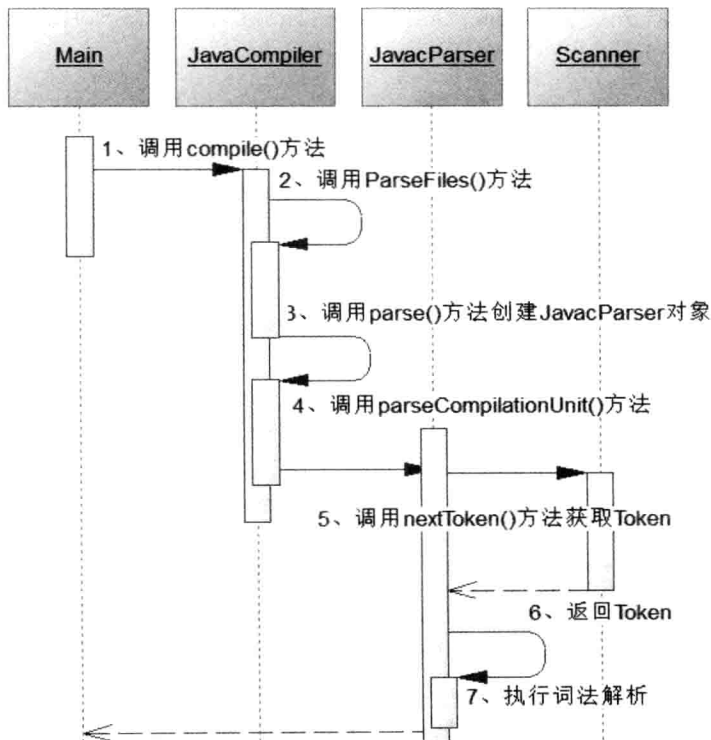 Main
JavaCompiler
JavacParser
Scanner
1、调用compile()方法
2、调用ParseFiles()方法
3、调用parse()方法创建JavacParser对象
4、调用parseCompilationUnit()方法
5、调用nextToken()方法获取Token
6、返回Token
7、执行词法解析